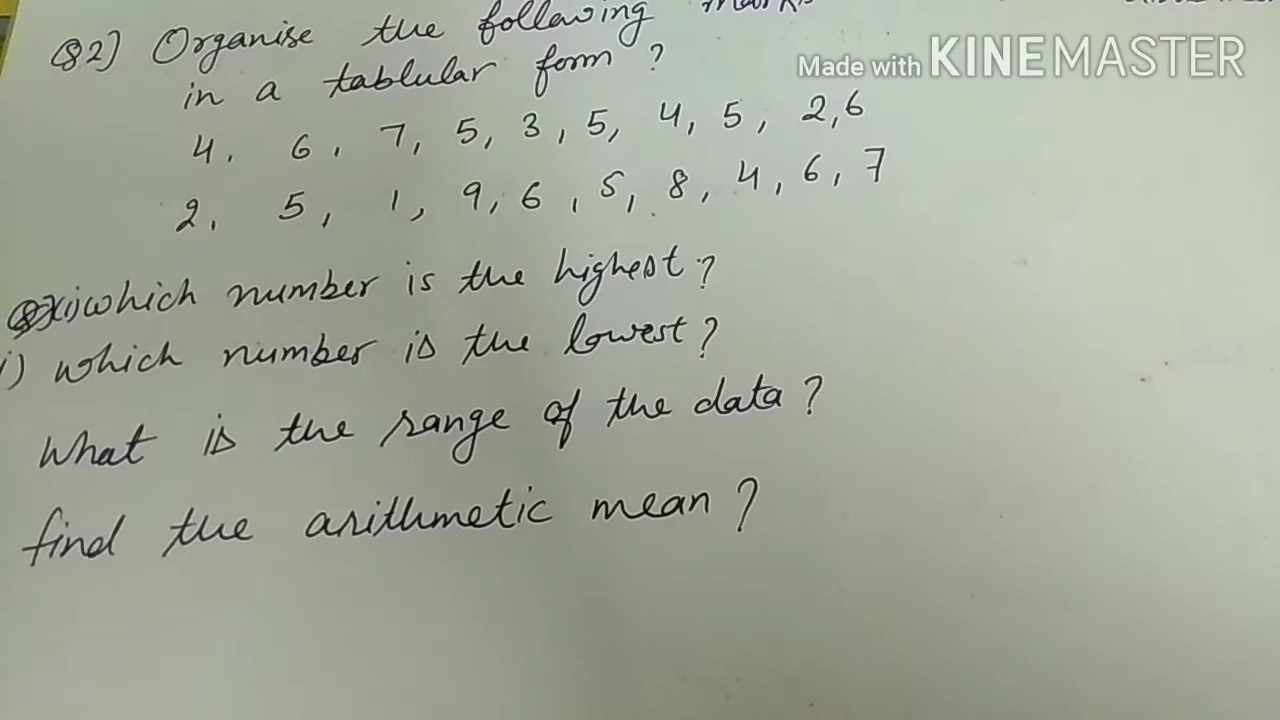 Q2) Organise the following marks
in a tablular form ?
Made with KINEMASTER
4, 6, 7, 5, 3, 5, 4, 5, 2, 6
2, 5, 1, 9, 6, 5, 8, 4, 6, 7
i) which number is the highest ?
i) which number is the lowest ?
What is the range of the data ?
find the arithmetic mean ?